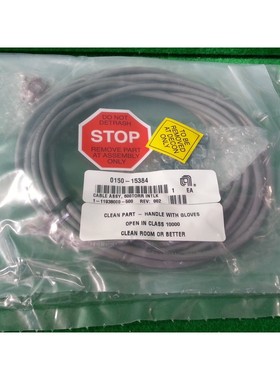 DO NOT
DETRASH
STOP
REMOVE PART
AT ASSEMBLY
ONLY
TO BE
REMOVED
AT DECON
ONLY
0150-15384
1 EA
CABLE ASSY, 800TORR INTLK
REV: 002
CLEAN PART - HANDLE WITH GLOVES
OPEN IN CLASS 10000
CLEAN ROOM OR BETTER